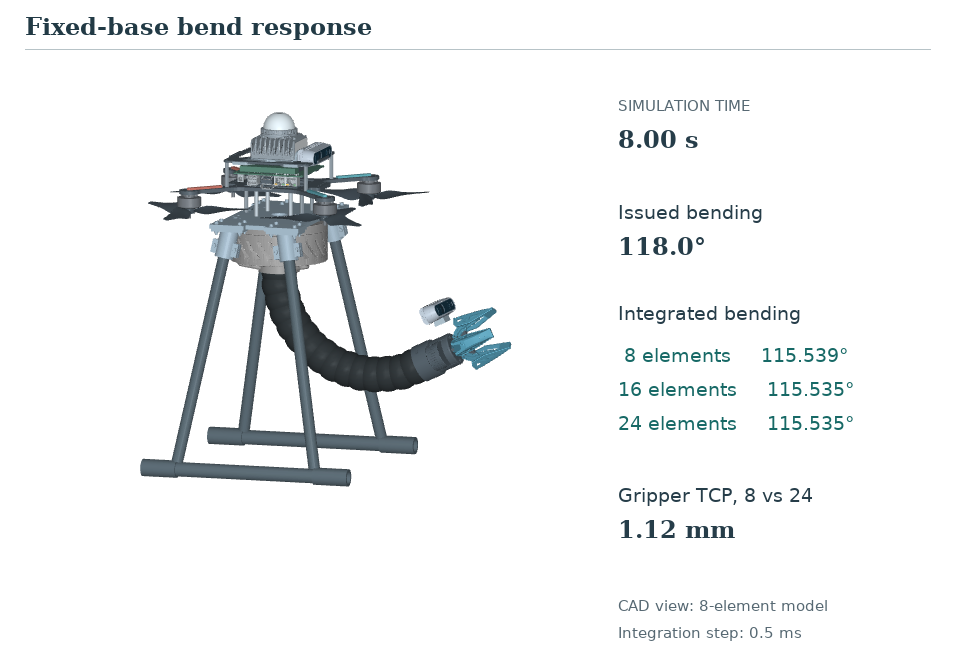 Fixed-base bend response
SIMULATION TIME
8.00 s
Issued bending
118.0°
Integrated bending
8 elements 115.539°
16 elements 115.535°
24 elements 115.535°
Gripper TCP, 8 vs 24
1.12 mm
CAD view: 8-element model
Integration step: 0.5 ms